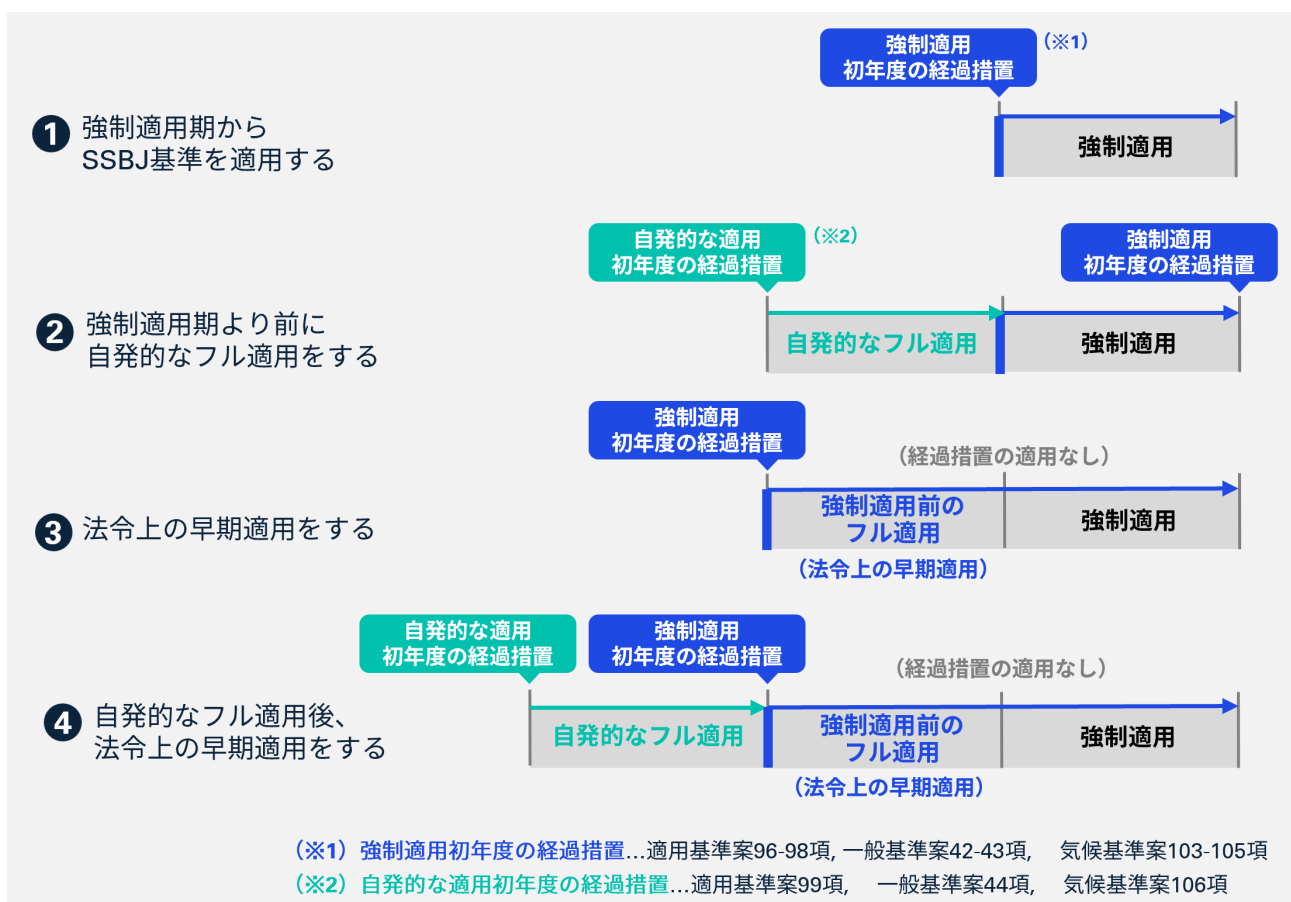 強制適用
初年度の経過措置
（※1）
❶
強制適用期から
SSBJ基準を適用する
強制適用
自発的な適用
初年度の経過措置
（※2）
強制適用
初年度の経過措置
❷
強制適用期より前に
自発的なフル適用をする
自発的なフル適用
強制適用
強制適用
初年度の経過措置
（経過措置の適用なし）
❸
法令上の早期適用をする
強制適用前の
フル適用
強制適用
（法令上の早期適用）
自発的な適用
初年度の経過措置
強制適用
初年度の経過措置
（経過措置の適用なし）
❹
自発的なフル適用後、
法令上の早期適用をする
自発的なフル適用
強制適用前の
フル適用
強制適用
（法令上の早期適用）
（※1）強制適用初年度の経過措置…適用基準案96-98項, 一般基準案42-43項,　気候基準案103-105項
（※2）自発的な適用初年度の経過措置…適用基準案99項,　一般基準案44項,　気候基準案106項